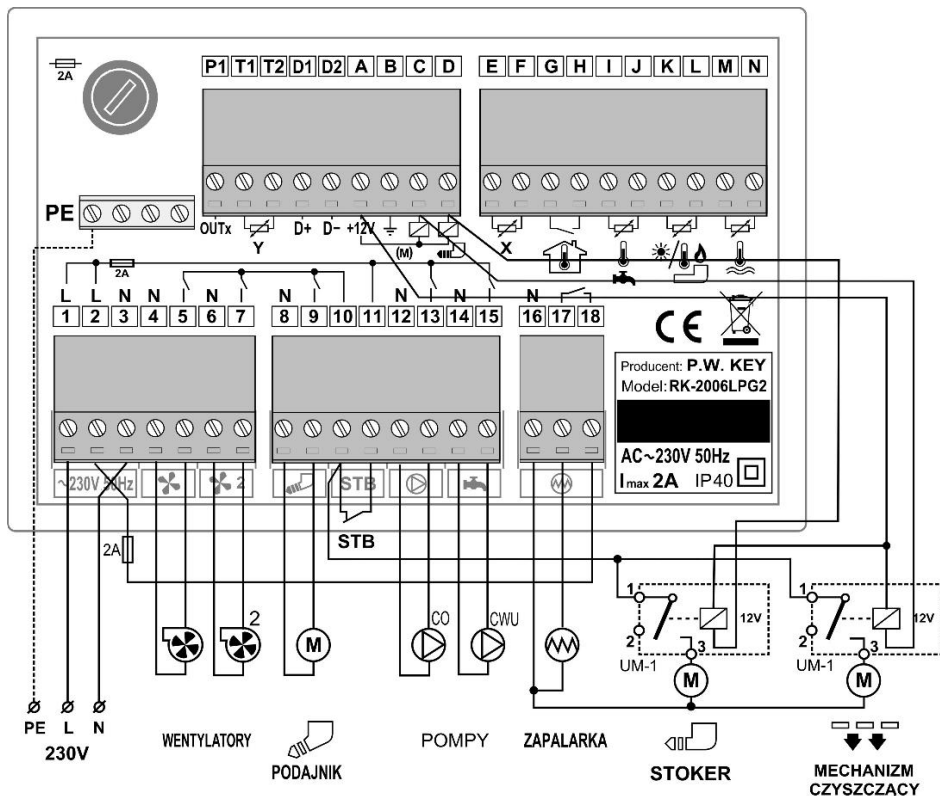 2A
P1 T1 T2 D1 D2 A B C D
E F G H I J K L M N
PE
OUTx Y D+ D- +12V (M)
X
2A
L L N N N N N N N
1 2 3 4 5 6 7 8 9 10 11 12 13 14 15 16 17 18
CE
Producent: P.W. KEY
Model: RK-2006LPG2
AC~230V 50Hz
Imax 2A IP40
~230V 50Hz 2 STB
STB
2A
1 2 3 12V UM-1
1 2 3 12V UM-1
2 M CO CWU M M
PE L N
230V
WENTYLATORY
PODAJNIK
POMPY
ZAPALARKA
STOKER
MECHANIZM
CZYSZCZĄCY